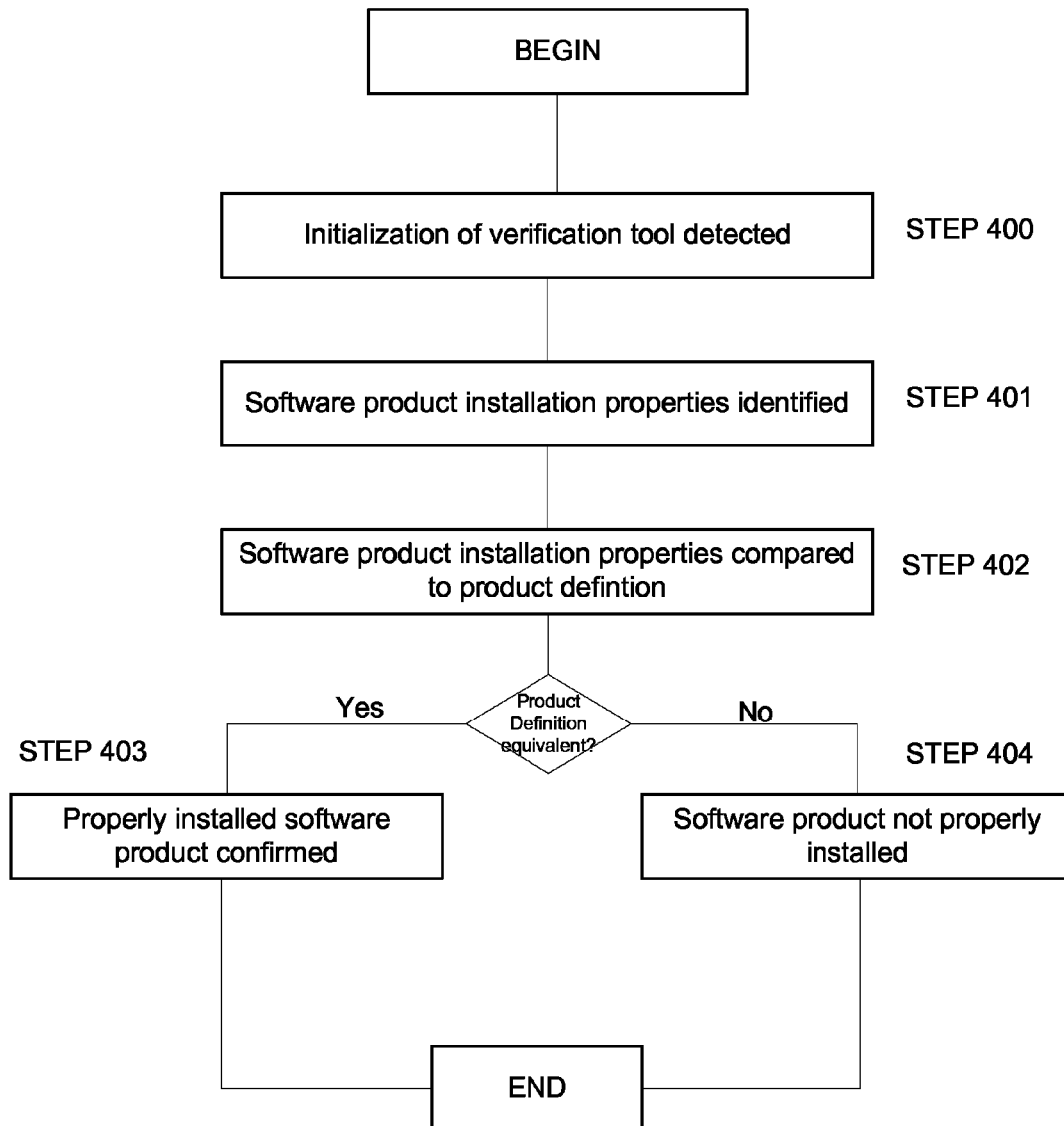 BEGIN
Initialization of verification tool detected
STEP 400
Software product installation properties identified
STEP 401
Software product installation properties compared
to product defintion
STEP 402
Product
Definition
equivalent?
Yes
No
STEP 403
STEP 404
Properly installed software
product confirmed
Software product not properly
installed
END